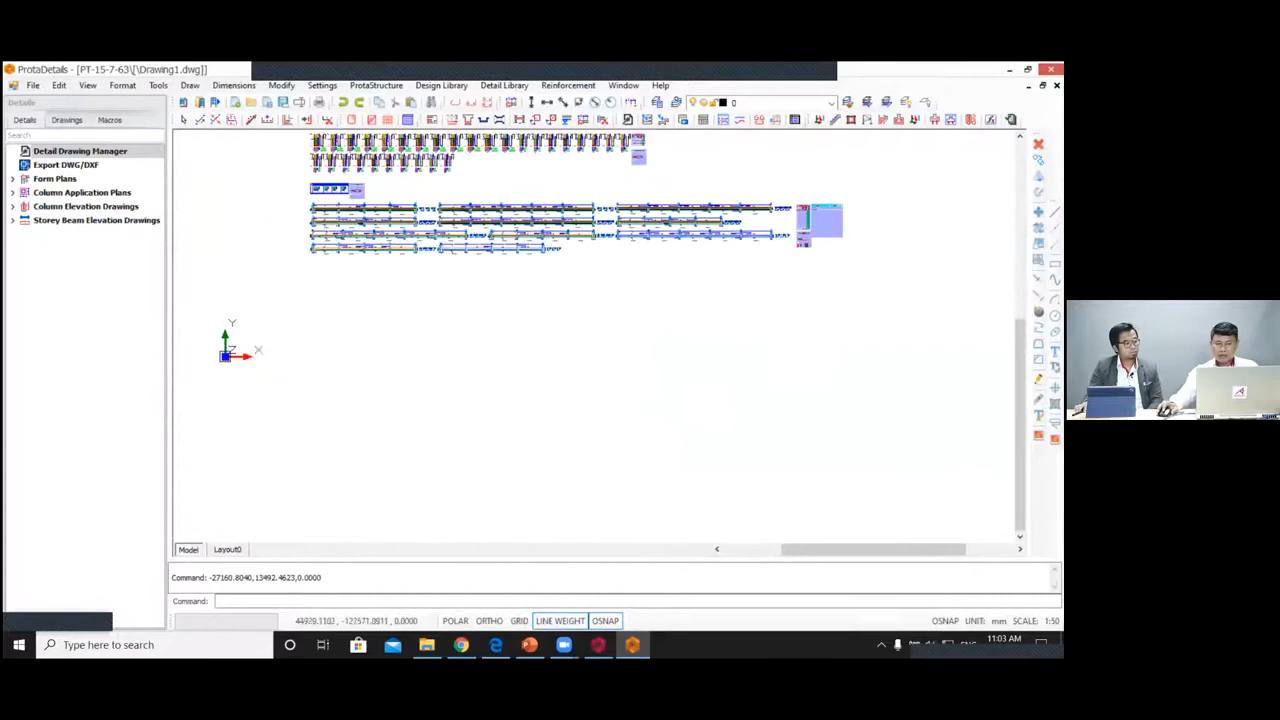 ProtaDetails - [PT-15-7-63\[\Drawing1.dwg]]
File Edit View Format Tools Draw Dimensions Modify Settings ProtaStructure Design Library Detail Library Reinforcement Window Help
Details
0
Details Drawings Macros
Search
Detail Drawing Manager
Export DWG/DXF
Form Plans
Column Application Plans
Column Elevation Drawings
Storey Beam Elevation Drawings
Y
Z X
Model Layout0
Command: -27160.8040,13492.4623,0.0000
Command:
POLAR ORTHO GRID LINE WEIGHT OSNAP OSNAP UNIT: mm SCALE: 1:50
Type here to search
ENG
11:03 AM